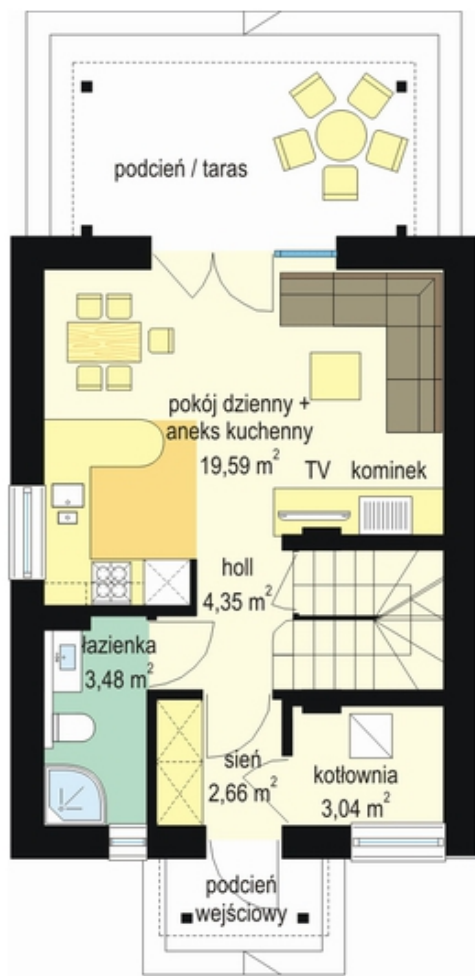 podcień / taras
pokój dzienny +
aneks kuchenny
19,59 m²
TV kominek
holl
4,35 m²
łazienka
3,48 m²
sień
2,66 m²
kotłownia
3,04 m²
podcień
wejściowy